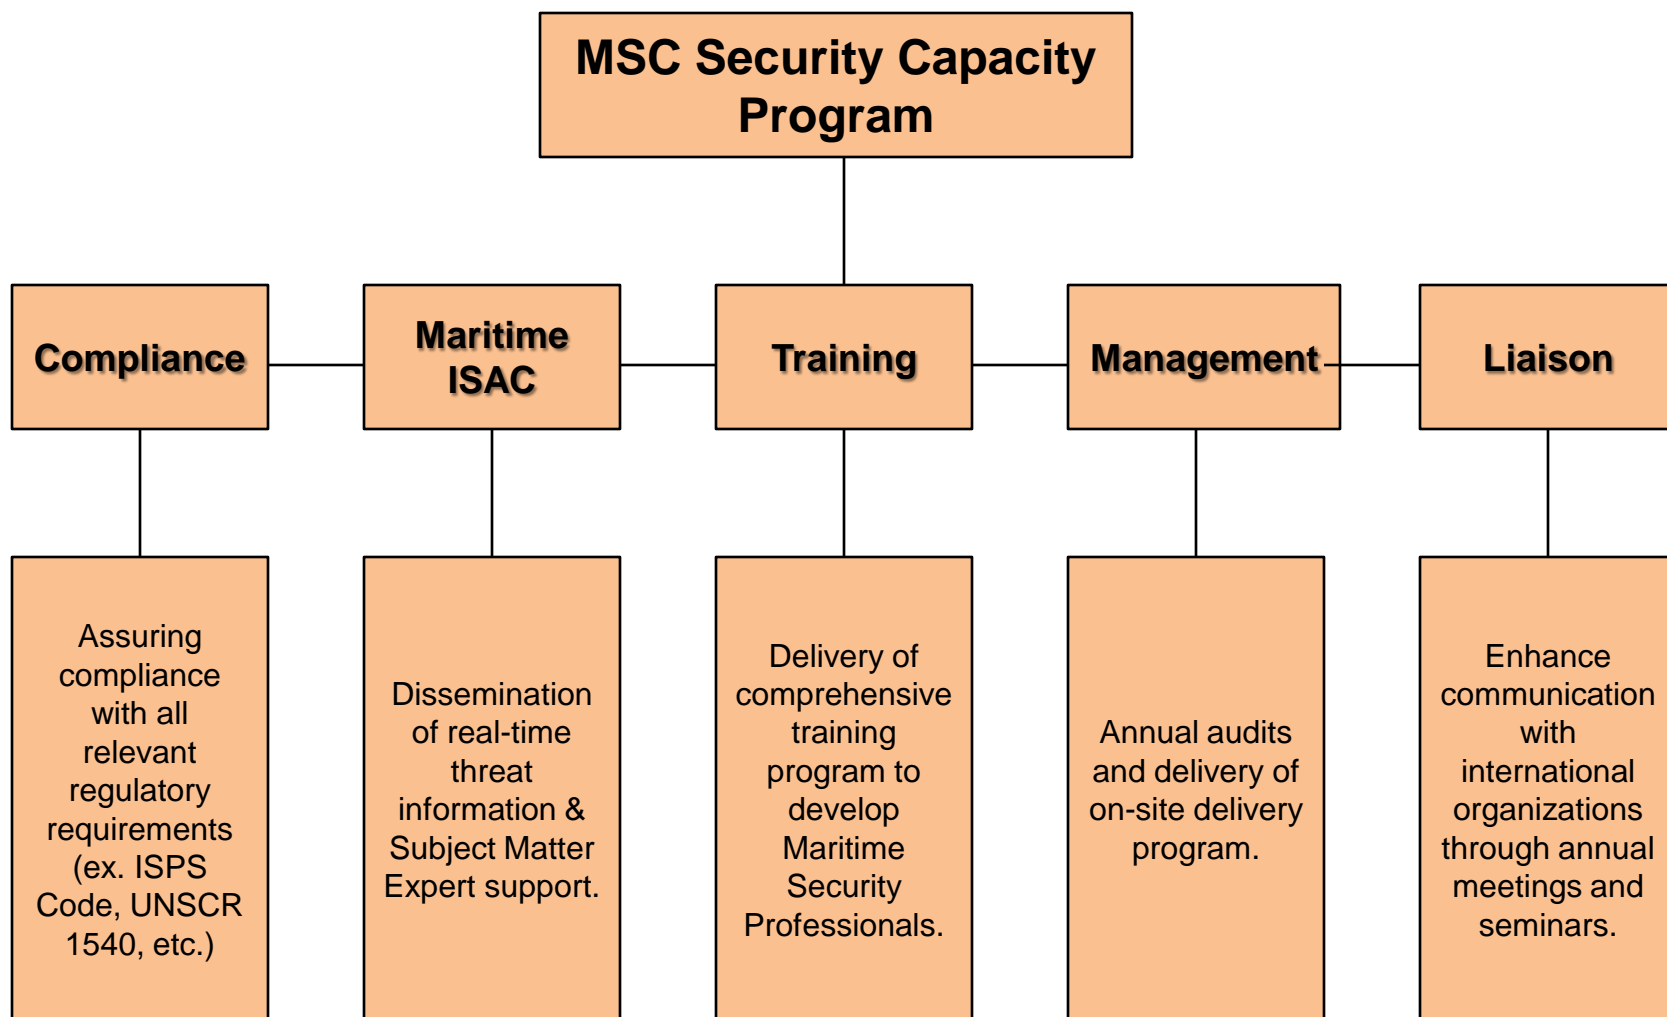 MSC Security Capacity
Program
Compliance
Maritime
ISAC
Training
Management
Liaison
Assuring
compliance
with all
relevant
regulatory
requirements
(ex. ISPS
Code, UNSCR
1540, etc.)
Dissemination
of real-time
threat
information &
Subject Matter
Expert support.
Delivery of
comprehensive
training
program to
develop
Maritime
Security
Professionals.
Annual audits
and delivery of
on-site delivery
program.
Enhance
communication
with
international
organizations
through annual
meetings and
seminars.